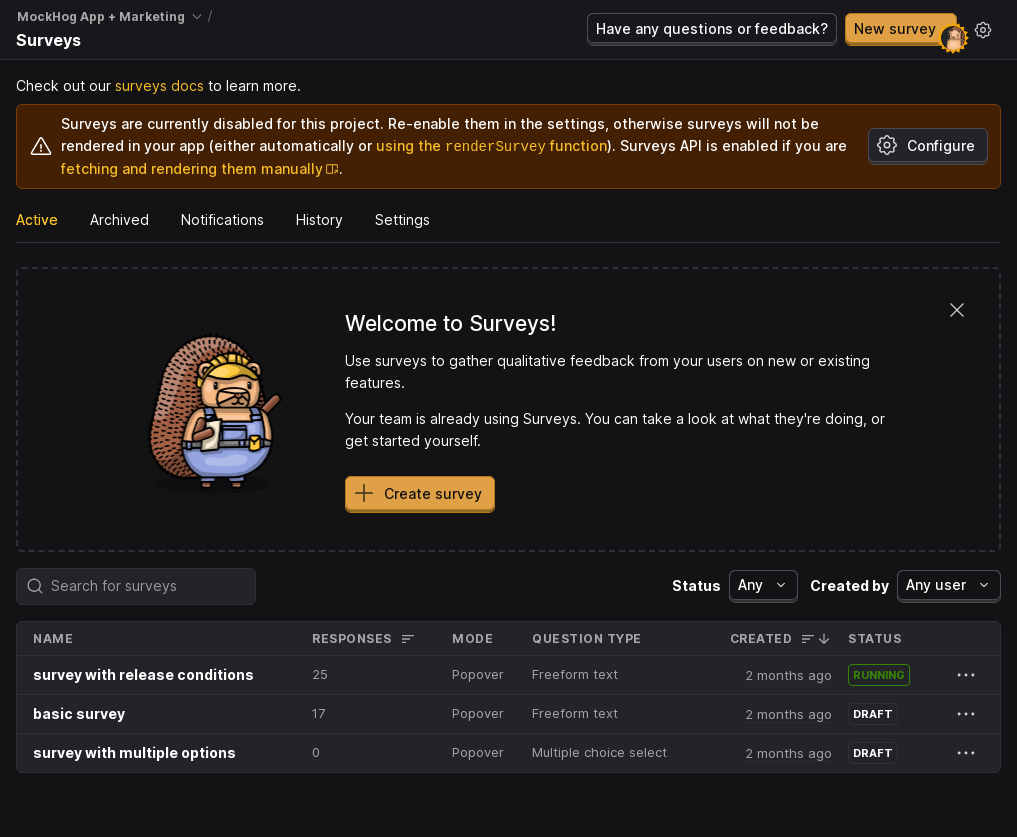 MockHog App + Marketing /
Surveys
Have any questions or feedback?
New survey
Check out our surveys docs to learn more.
Surveys are currently disabled for this project. Re-enable them in the settings, otherwise surveys will not be
rendered in your app (either automatically or using the renderSurvey function). Surveys API is enabled if you are
fetching and rendering them manually.
Configure
Active Archived Notifications History Settings
Welcome to Surveys!
Use surveys to gather qualitative feedback from your users on new or existing
features.
Your team is already using Surveys. You can take a look at what they're doing, or
get started yourself.
Create survey
Search for surveys
Status Any Created by Any user
NAME RESPONSES MODE QUESTION TYPE CREATED STATUS
survey with release conditions 25 Popover Freeform text 2 months ago RUNNING
basic survey 17 Popover Freeform text 2 months ago DRAFT
survey with multiple options 0 Popover Multiple choice select 2 months ago DRAFT